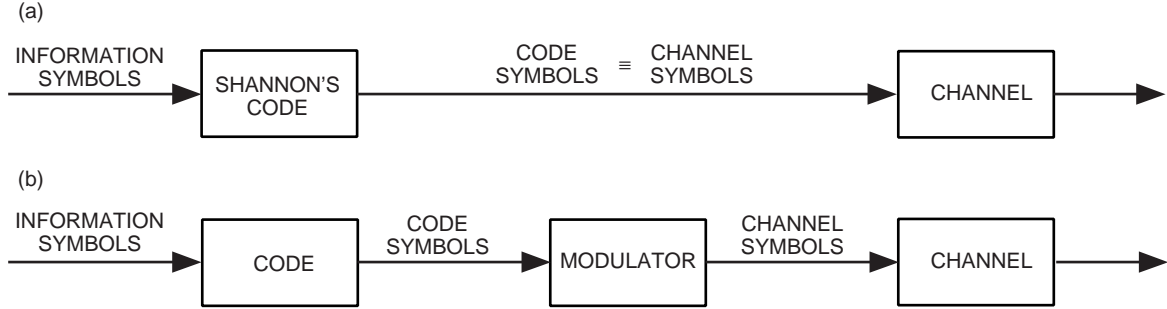 (a)
INFORMATION
SYMBOLS
SHANNON'S
CODE
CODE
SYMBOLS
≡
CHANNEL
SYMBOLS
CHANNEL
(b)
INFORMATION
SYMBOLS
CODE
CODE
SYMBOLS
MODULATOR
CHANNEL
SYMBOLS
CHANNEL